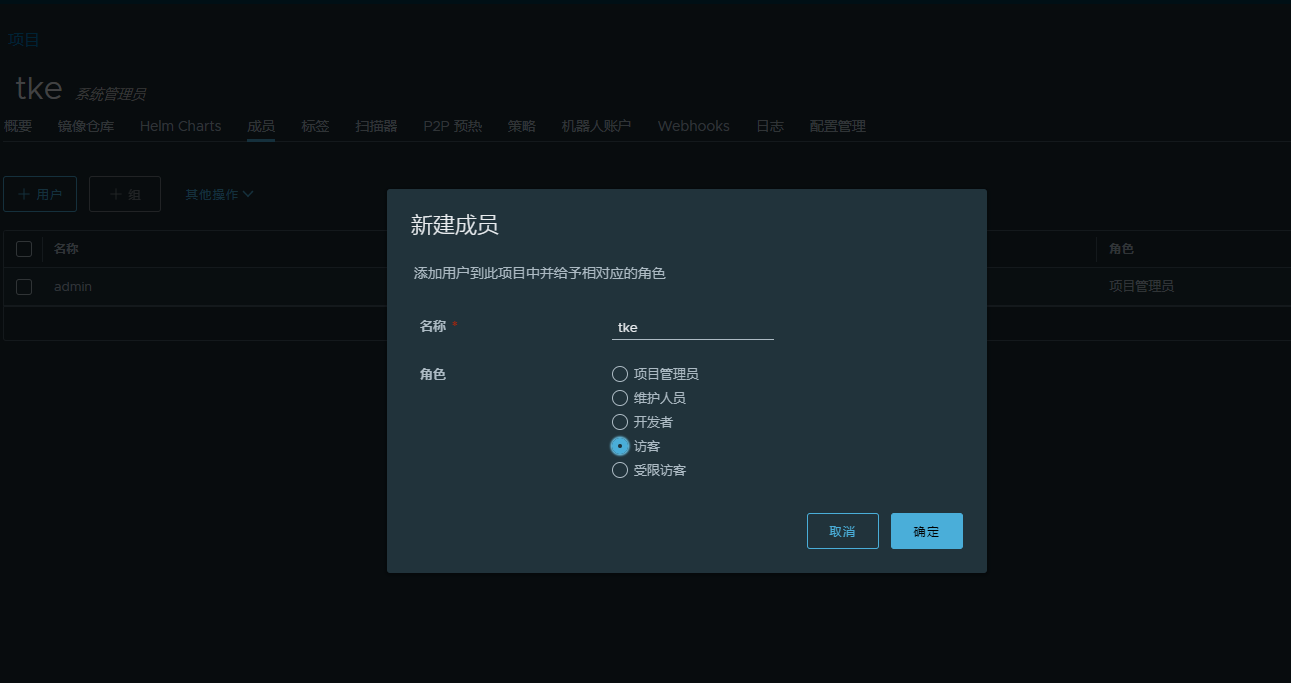 项目
tke 系统管理员
概要 镜像仓库 Helm Charts 成员 标签 扫描器 P2P 预热 策略 机器人账户 Webhooks 日志 配置管理
+ 用户 + 组 其他操作
名称 角色
admin 项目管理员
新建成员
添加用户到此项目中并给予相对应的角色
名称 * tke
角色
项目管理员
维护人员
开发者
访客
受限访客
取消 确定